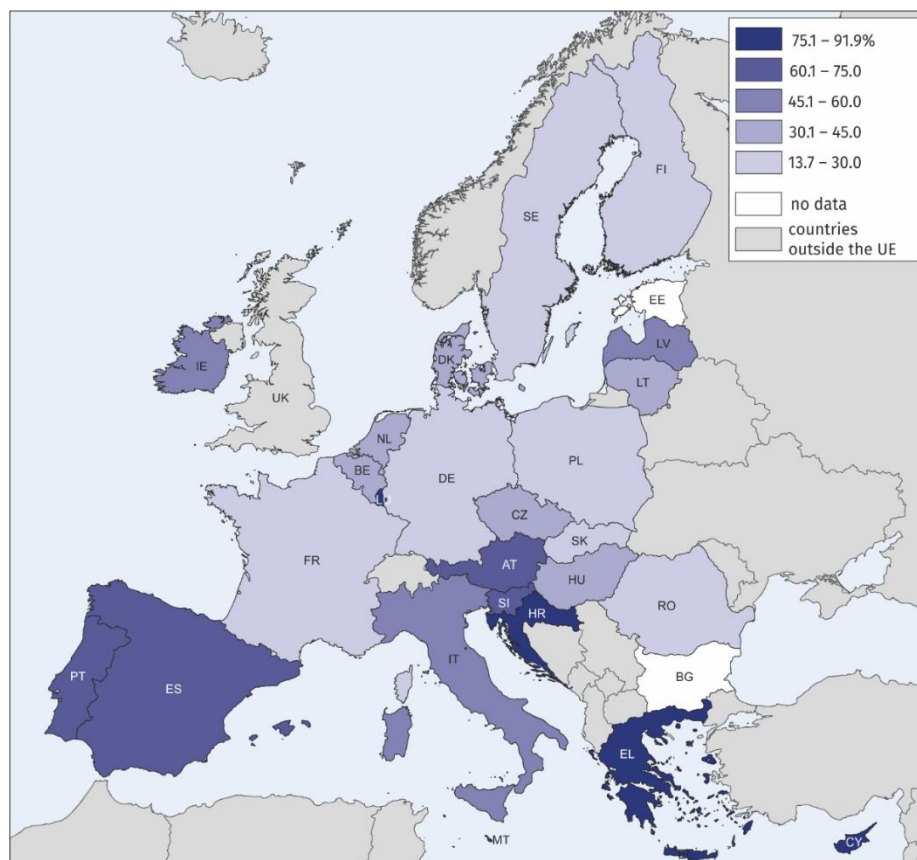 75.1 – 91.9%
60.1 – 75.0
45.1 – 60.0
30.1 – 45.0
13.7 – 30.0
no data
countries
outside the UE
FI
SE
EE
LV
DK
LT
IE
UK
NL
BE
DE
PL
CZ
SK
FR
AT
HU
SI
HR
RO
IT
BG
PT
ES
EL
MT
CY